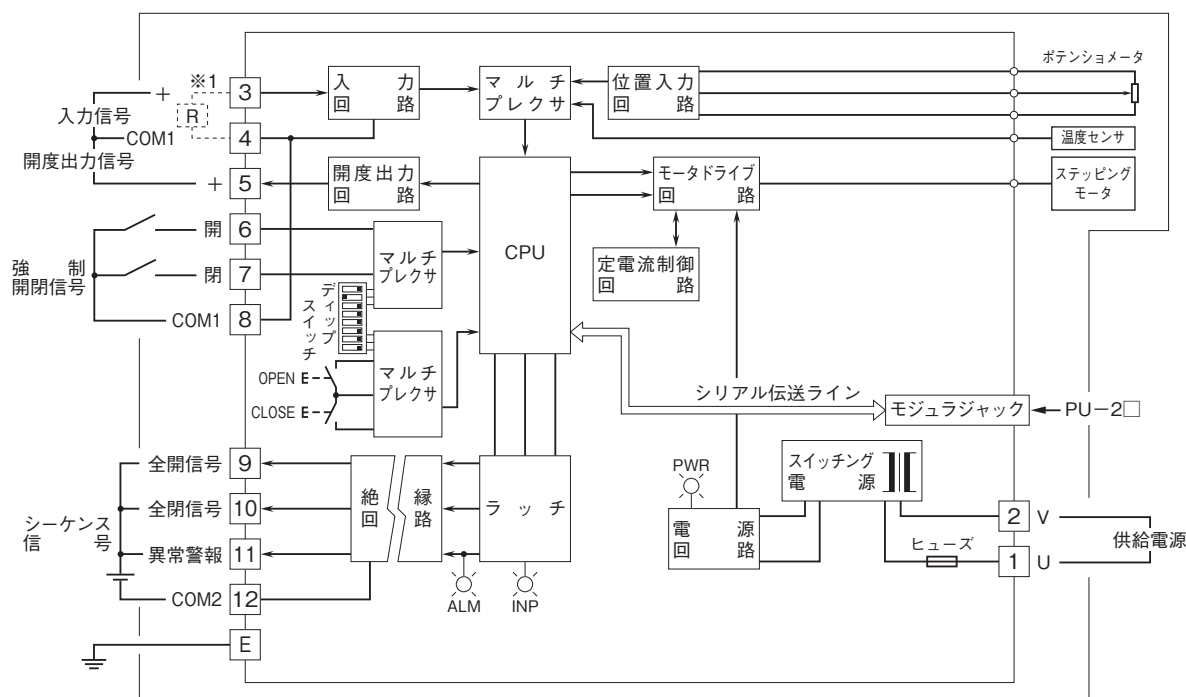 ※1
+
3
R
入力信号
COM1
4
開度出力信号
+
5
入力
回路
マルチ
プレクサ
位置入力
回路
ポテンショメータ
温度センサ
ステッピング
モータ
開度出力
回路
CPU
モータドライブ
回路
定電流制御
回路
開
6
閉
7
強制
開閉信号
COM1
8
マルチ
プレクサ
ディップ
スイッチ
OPEN E
CLOSE E
マルチ
プレクサ
シリアル伝送ライン
モジュラジャック
PU-2□
全開信号
9
全閉信号
10
シーケンス
信号
異常警報
11
COM2
12
E
絶縁
回路
ラッチ
ALM
INP
PWR
電源
回路
スイッチング
電源
2
V
ヒューズ
1
U
供給電源